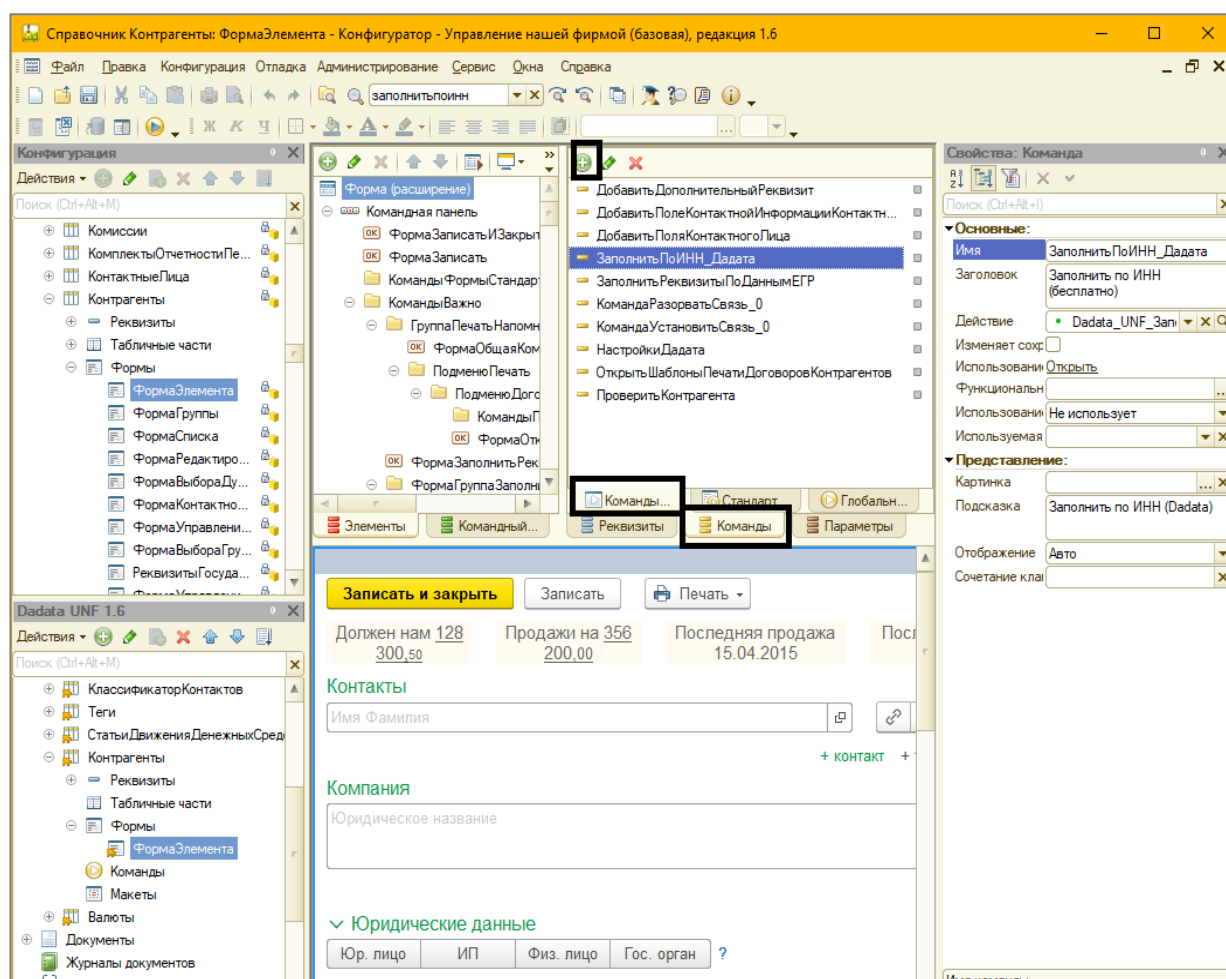 Справочник Контрагенты: ФормаЭлемента - Конфигуратор - Управление нашей фирмой (базовая), редакция 1.6
Файл Правка Конфигурация Отладка Администрирование Сервис Окна Справка
заполнитьпоинн
Конфигурация
Действия
Поиск (Ctrl+Alt+M)
Комиссии
КомплектыОтчетностиПе...
КонтактныеЛица
Контрагенты
Реквизиты
Табличные части
Формы
ФормаЭлемента
ФормаГруппы
ФормаСписка
ФормаРедактиро...
ФормаВыбораДу...
ФормаКонтактно...
ФормаУправлени...
ФормаВыбораГру...
РеквизитыГосуда...
Dadata UNF 1.6
Действия
Поиск (Ctrl+Alt+M)
КлассификаторКонтактов
Теги
СтатьиДвиженияДенежныхСред
Контрагенты
Реквизиты
Табличные части
Формы
ФормаЭлемента
Команды
Макеты
Валюты
Документы
Журналы документов
Форма (расширение)
Командная панель
ФормаЗаписатьИЗакрыт
ФормаЗаписать
КомандыФормыСтандар
КомандыВажно
ГруппаПечатьНапомн
ФормаОбщаяКом
ПодменюПечать
ПодменюДого
КомандыП
ФормаОтк
ФормаЗаполнитьРек
ФормаГруппаЗаполн
Элементы
Командный...
ДобавитьДополнительныйРеквизит
ДобавитьПолеКонтактнойИнформацииКонтактн...
ДобавитьПоляКонтактногоЛица
ЗаполнитьПоИНН_Дадата
ЗаполнитьРеквизитыПоДаннымЕГР
КомандаРазорватьСвязь_0
КомандаУстановитьСвязь_0
НастройкиДадата
ОткрытьШаблоныПечатиДоговоровКонтрагентов
ПроверитьКонтрагента
Команды...
Стандарт
Глобальн...
Реквизиты
Команды
Параметры
Записать и закрыть Записать Печать
Должен нам 128 300,50
Продажи на 356 200,00
Последняя продажа 15.04.2015
Посл
Контакты
Имя Фамилия
+ контакт +
Компания
Юридическое название
Юридические данные
Юр. лицо ИП Физ. лицо Гос. орган ?
Свойства: Команда
Поиск (Ctrl+Alt+I)
Основные:
Имя ЗаполнитьПоИНН_Дадата
Заголовок Заполнить по ИНН (бесплатно)
Действие Dadata_UNF_Зап
Изменяет сохр
Использовани Открыть
Функциональн
Использовани Не использует
Используемая
Представление:
Картинка
Подсказка Заполнить по ИНН (Dadata)
Отображение Авто
Сочетание кла